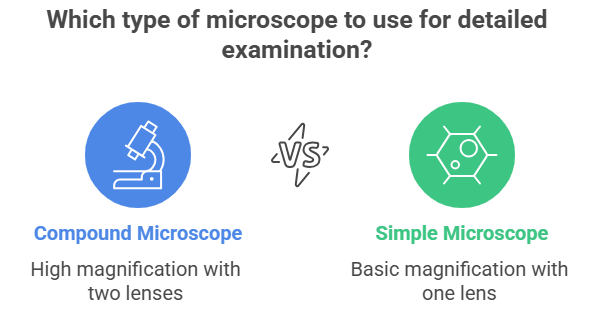 Which type of microscope to use for detailed
examination?
VS
Compound Microscope
High magnification with
two lenses
Simple Microscope
Basic magnification with
one lens